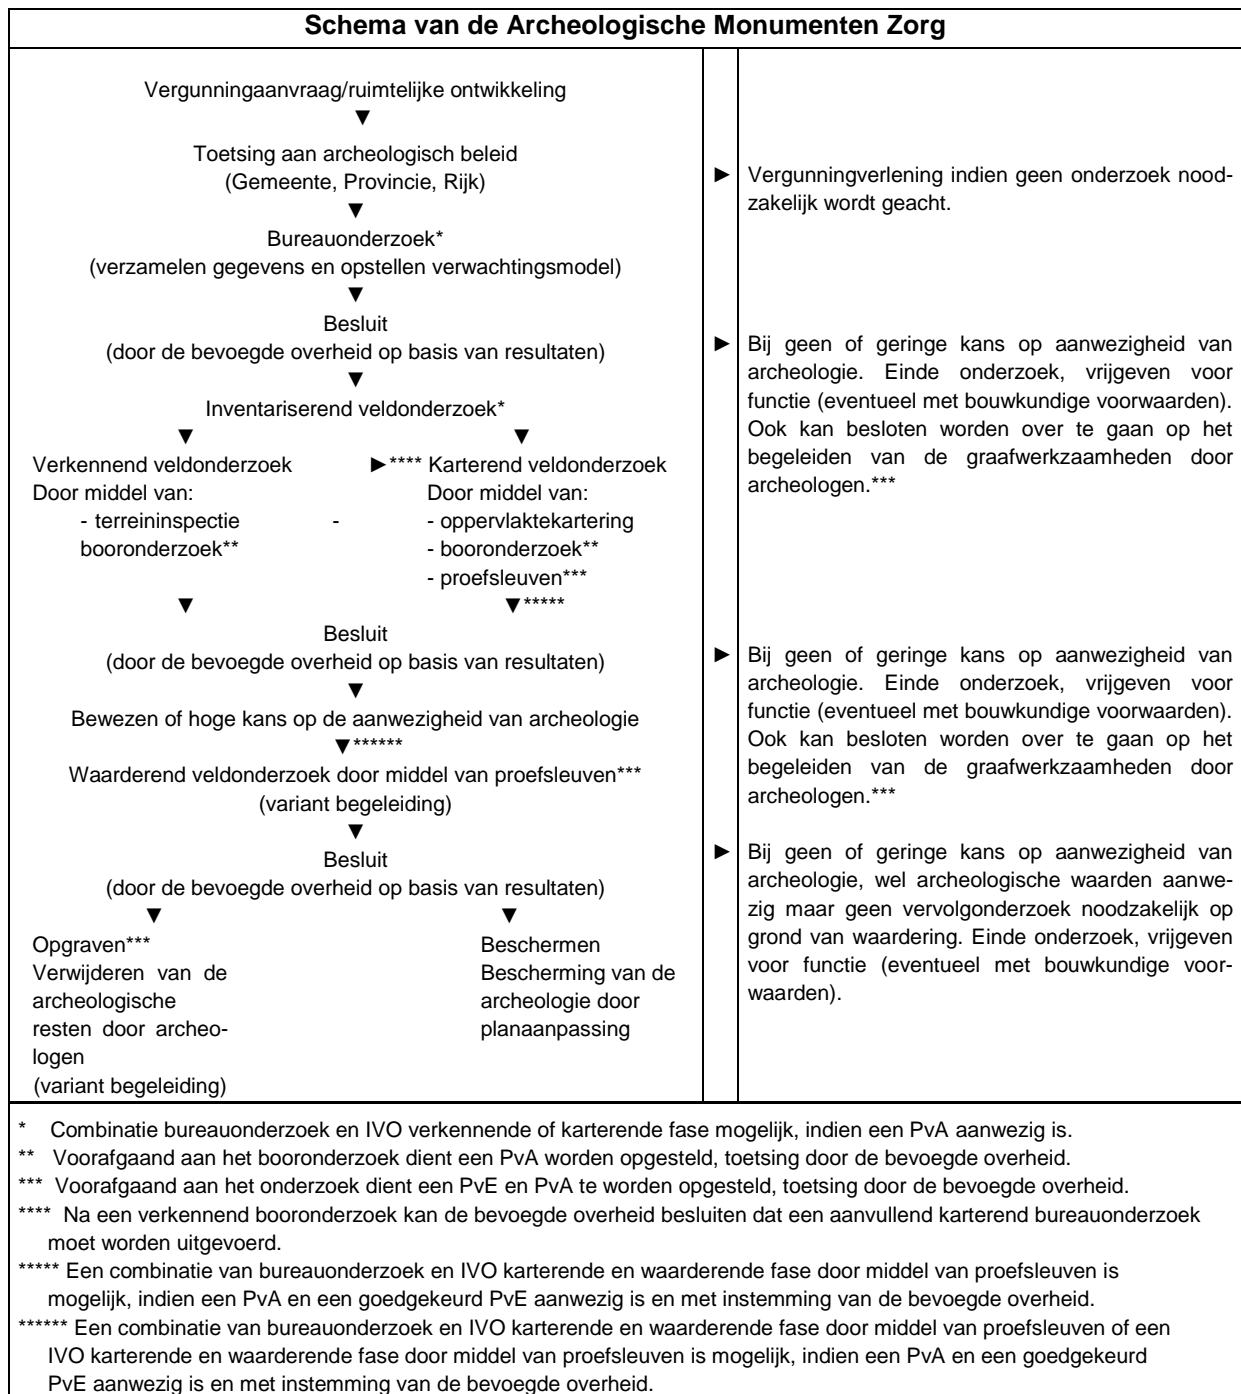 Schema van de Archeologische Monumenten Zorg
Vergunningaanvraag/ruimtelijke ontwikkeling
▼
Toetsing aan archeologisch beleid
(Gemeente, Provincie, Rijk)
▼
Bureauonderzoek*
(verzamelen gegevens en opstellen verwachtingsmodel)
▼
Besluit
(door de bevoegde overheid op basis van resultaten)
▼
Inventariserend veldonderzoek*
▼ ▼
Verkennend veldonderzoek ►**** Karterend veldonderzoek
Door middel van: Door middel van:
- terreininspectie - - oppervlaktekartering
booronderzoek** - booronderzoek**
- proefsleuven***
▼ ▼*****
Besluit
(door de bevoegde overheid op basis van resultaten)
▼
Bewezen of hoge kans op de aanwezigheid van archeologie
▼******
Waarderend veldonderzoek door middel van proefsleuven***
(variant begeleiding)
▼
Besluit
(door de bevoegde overheid op basis van resultaten)
▼ ▼
Opgraven*** Beschermen
Verwijderen van de Bescherming van de
archeologische archeologie door
resten door archeo- planaanpassing
logen
(variant begeleiding)
► Vergunningverlening indien geen onderzoek nood-
zakelijk wordt geacht.
► Bij geen of geringe kans op aanwezigheid van
archeologie. Einde onderzoek, vrijgeven voor
functie (eventueel met bouwkundige voorwaarden).
Ook kan besloten worden over te gaan op het
begeleiden van de graafwerkzaamheden door
archeologen.***
► Bij geen of geringe kans op aanwezigheid van
archeologie. Einde onderzoek, vrijgeven voor
functie (eventueel met bouwkundige voorwaarden).
Ook kan besloten worden over te gaan op het
begeleiden van de graafwerkzaamheden door
archeologen.***
► Bij geen of geringe kans op aanwezigheid van
archeologie, wel archeologische waarden aanwe-
zig maar geen vervolgonderzoek noodzakelijk op
grond van waardering. Einde onderzoek, vrijgeven
voor functie (eventueel met bouwkundige voor-
waarden).
* Combinatie bureauonderzoek en IVO verkennende of karterende fase mogelijk, indien een PvA aanwezig is.
** Voorafgaand aan het booronderzoek dient een PvA worden opgesteld, toetsing door de bevoegde overheid.
*** Voorafgaand aan het onderzoek dient een PvE en PvA te worden opgesteld, toetsing door de bevoegde overheid.
**** Na een verkennend booronderzoek kan de bevoegde overheid besluiten dat een aanvullend karterend bureauonderzoek
moet worden uitgevoerd.
***** Een combinatie van bureauonderzoek en IVO karterende en waarderende fase door middel van proefsleuven is
mogelijk, indien een PvA en een goedgekeurd PvE aanwezig is en met instemming van de bevoegde overheid.
****** Een combinatie van bureauonderzoek en IVO karterende en waarderende fase door middel van proefsleuven of een
IVO karterende en waarderende fase door middel van proefsleuven is mogelijk, indien een PvA en een goedgekeurd
PvE aanwezig is en met instemming van de bevoegde overheid.